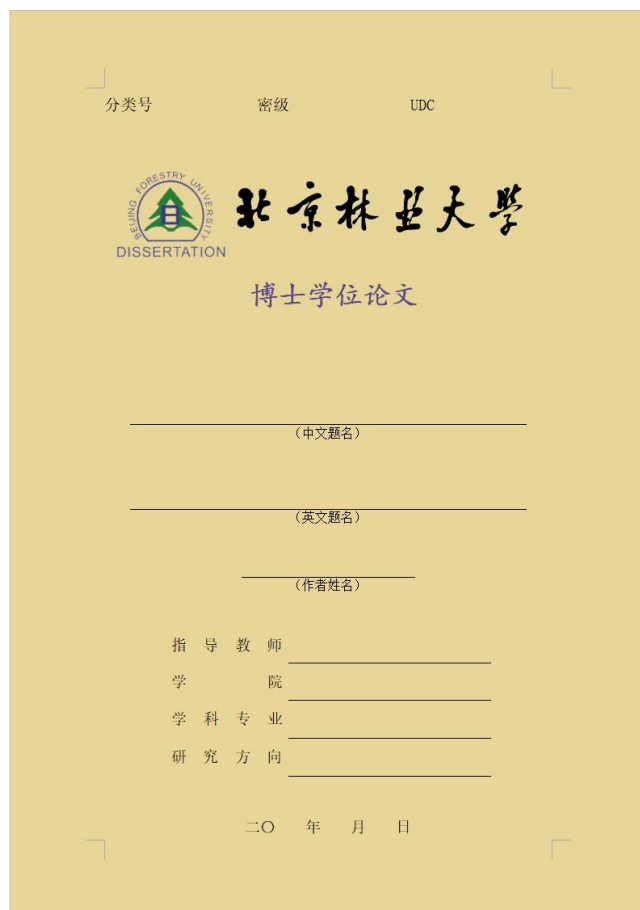 分类号 密级 UDC
BEIJING FORESTRY UNIVERSITY
北京林业大学
DISSERTATION
博士学位论文
（中文题名）
（英文题名）
（作者姓名）
指 导 教 师
学 院
学 科 专 业
研 究 方 向
二〇 年 月 日